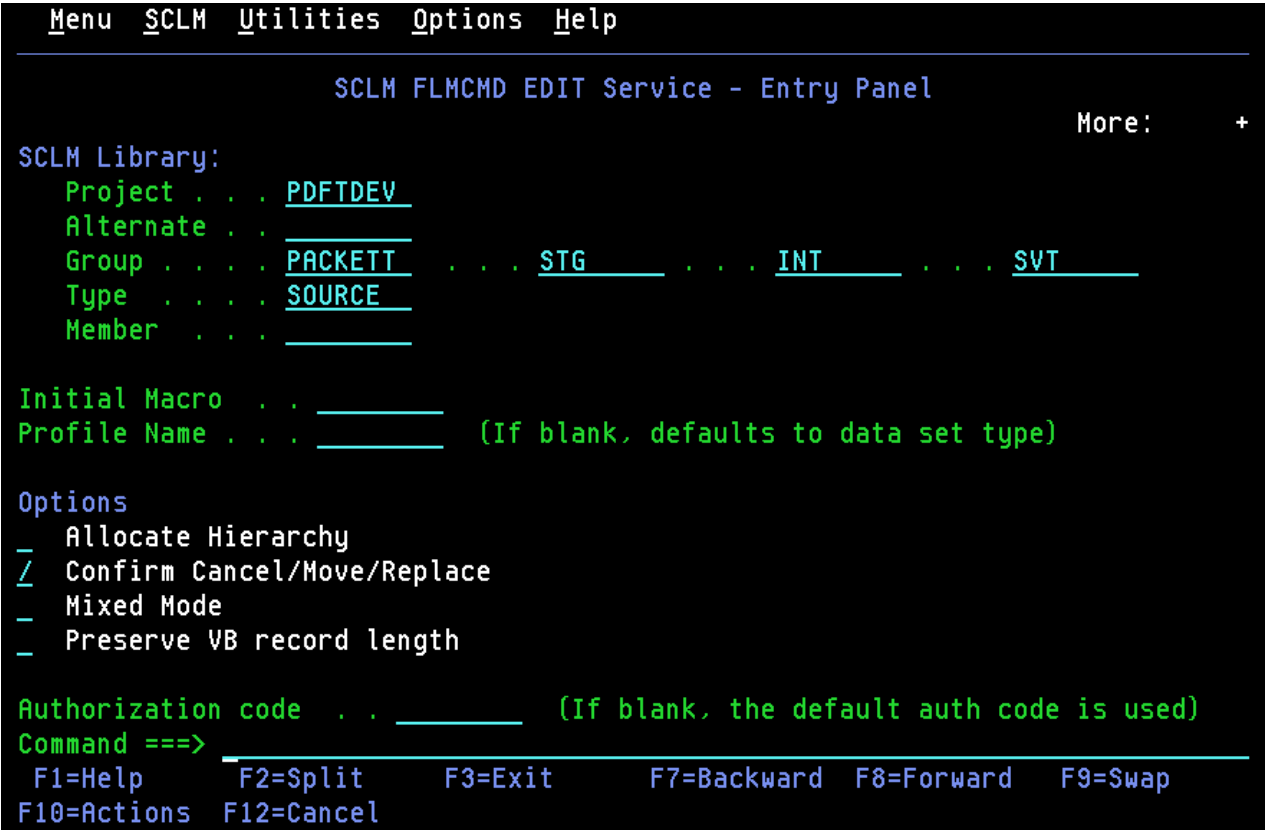 Menu SCLM Utilities Options Help
SCLM FLMCMD EDIT Service - Entry Panel
More: +
SCLM Library:
Project . . . PDFTDEV
Alternate . .
Group . . . . PACKETT . . . STG . . . INT . . . SVT
Type . . . . SOURCE
Member . . .
Initial Macro . .
Profile Name . . . (If blank, defaults to data set type)
Options
Allocate Hierarchy
/ Confirm Cancel/Move/Replace
Mixed Mode
Preserve VB record length
Authorization code . . (If blank, the default auth code is used)
Command ===>
F1=Help F2=Split F3=Exit F7=Backward F8=Forward F9=Swap
F10=Actions F12=Cancel